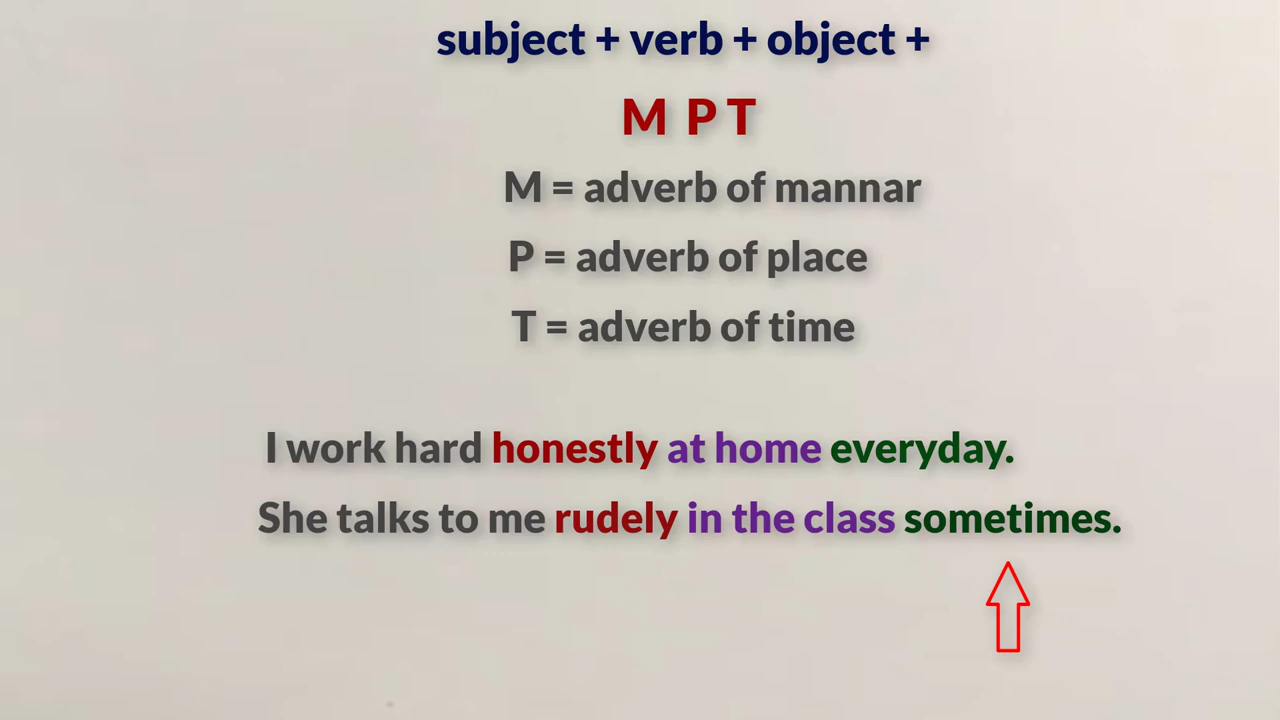 subject + verb + object +
M P T
M = adverb of mannar
P = adverb of place
T = adverb of time
I work hard honestly at home everyday.
She talks to me rudely in the class sometimes.